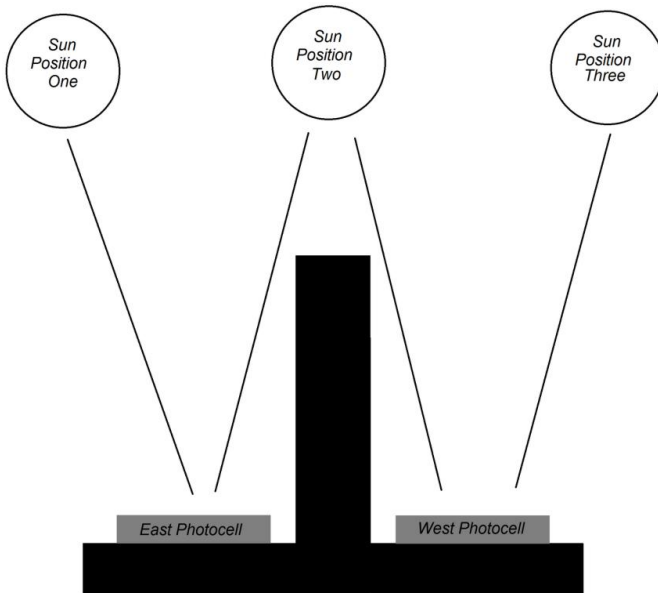 Sun
Position
One
Sun
Position
Two
Sun
Position
Three
East Photocell
West Photocell